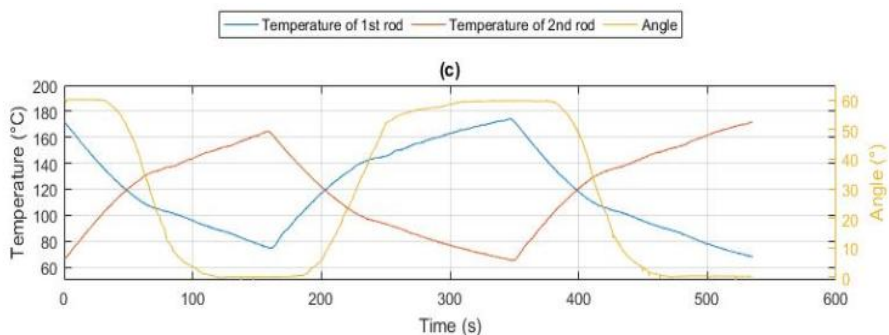 Temperature of 1st rod Temperature of 2nd rod Angle
(c)
Temperature (°C)
200
180
160
140
120
100
80
60
Angle (°)
60
50
40
30
20
10
0
0 100 200 300 400 500 600
Time (s)